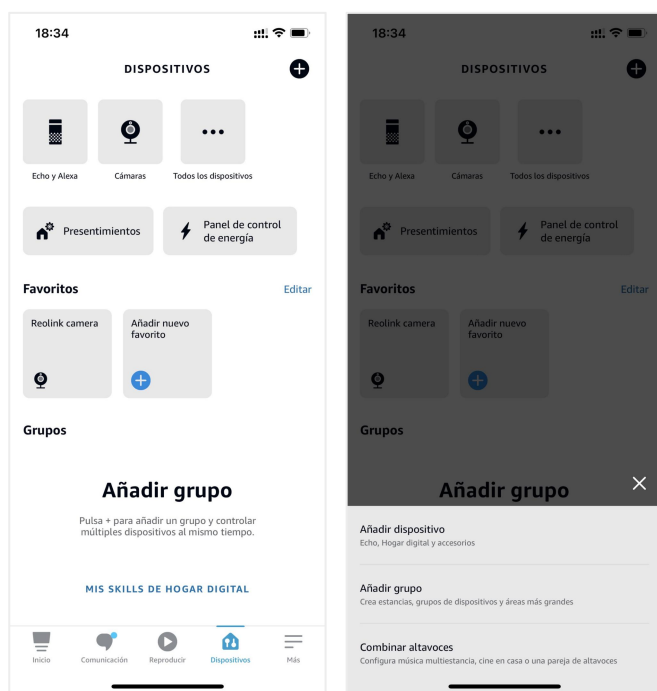 18:34
DISPOSITIVOS
Echo y Alexa
Cámaras
Todos los dispositivos
Presentimientos
Panel de control
de energía
Favoritos
Editar
Reolink camera
Añadir nuevo
favorito
Grupos
Añadir grupo
Pulsa + para añadir un grupo y controlar
múltiples dispositivos al mismo tiempo.
MIS SKILLS DE HOGAR DIGITAL
Inicio
Comunicación
Reproducir
Dispositivos
Más
18:34
DISPOSITIVOS
Echo y Alexa
Cámaras
Todos los dispositivos
Presentimientos
Panel de control
de energía
Favoritos
Editar
Reolink camera
Añadir nuevo
favorito
Grupos
Añadir grupo
Añadir dispositivo
Echo, Hogar digital y accesorios
Añadir grupo
Crea estancias, grupos de dispositivos y áreas más grandes
Combinar altavoces
Configura música multiestancia, cine en casa o una pareja de altavoces